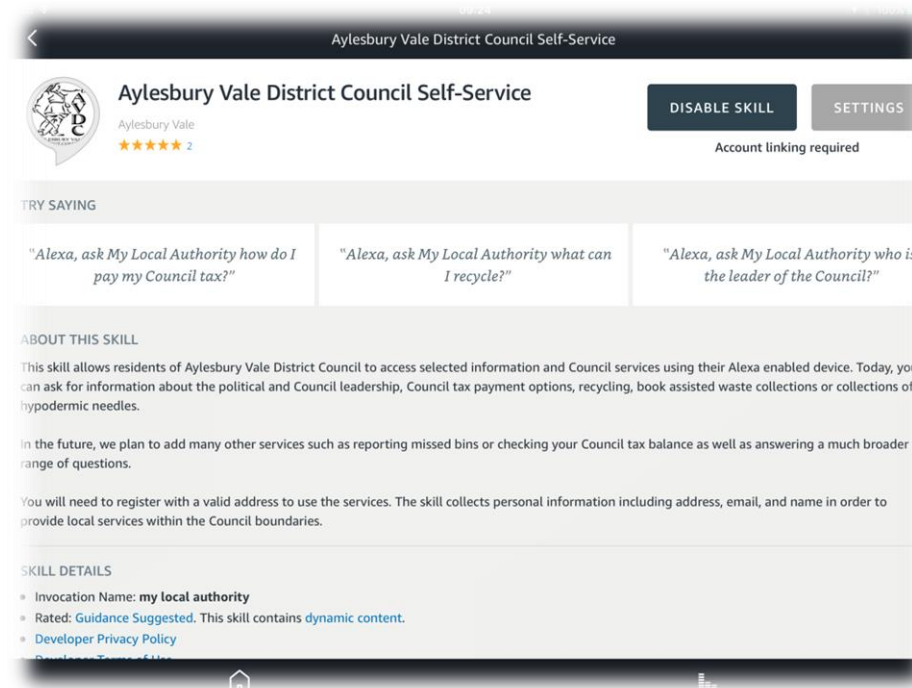 Aylesbury Vale District Council Self-Service
Aylesbury Vale District Council Self-Service
Aylesbury Vale
2
DISABLE SKILL
SETTINGS
Account linking required
TRY SAYING
"Alexa, ask My Local Authority how do I
pay my Council tax?"
"Alexa, ask My Local Authority what can
I recycle?"
"Alexa, ask My Local Authority who is
the leader of the Council?"
ABOUT THIS SKILL
This skill allows residents of Aylesbury Vale District Council to access selected information and Council services using their Alexa enabled device. Today, you
can ask for information about the political and Council leadership, Council tax payment options, recycling, book assisted waste collections or collections of
hypodermic needles.
In the future, we plan to add many other services such as reporting missed bins or checking your Council tax balance as well as answering a much broader
range of questions.
You will need to register with a valid address to use the services. The skill collects personal information including address, email, and name in order to
provide local services within the Council boundaries.
SKILL DETAILS
Invocation Name: my local authority
Rated: Guidance Suggested. This skill contains dynamic content.
Developer Privacy Policy
Developer Terms of Use